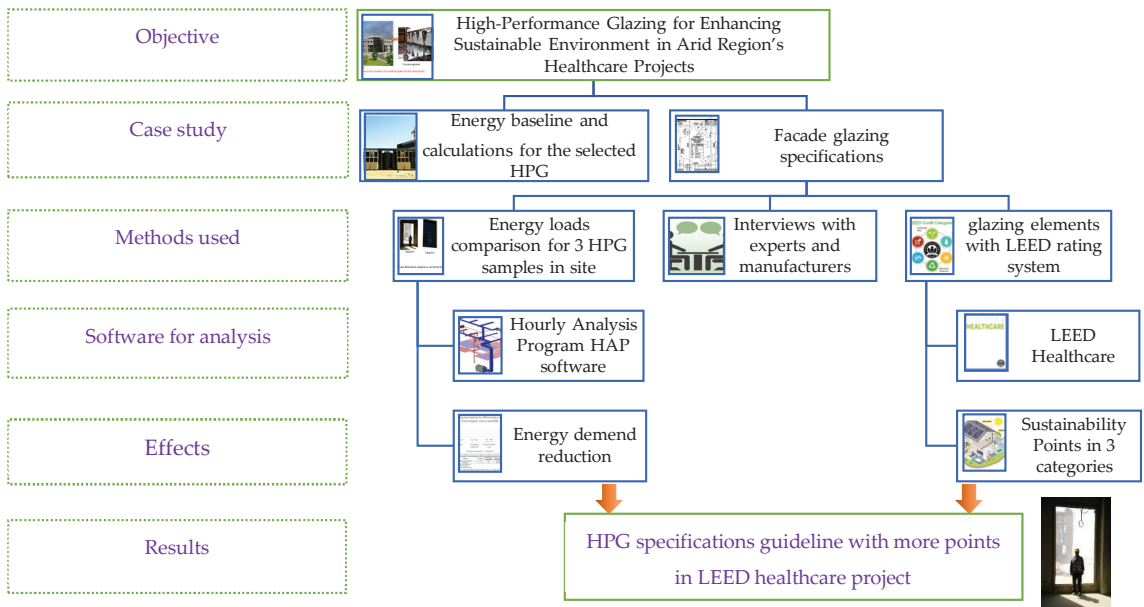 Objective
High-Performance Glazing for Enhancing
Sustainable Environment in Arid Region's
Healthcare Projects
Case study
Energy baseline and
calculations for the selected
HPG
Facade glazing
specifications
Methods used
Energy loads
comparison for 3 HPG
samples in site
Interviews with
experts and
manufacturers
glazing elements
with LEED rating
system
Software for analysis
Hourly Analysis
Program HAP
software
HEALTHCARE
LEED
Healthcare
Effects
Energy demend
reduction
Sustainability
Points in 3
categories
Results
HPG specifications guideline with more points
in LEED healthcare project